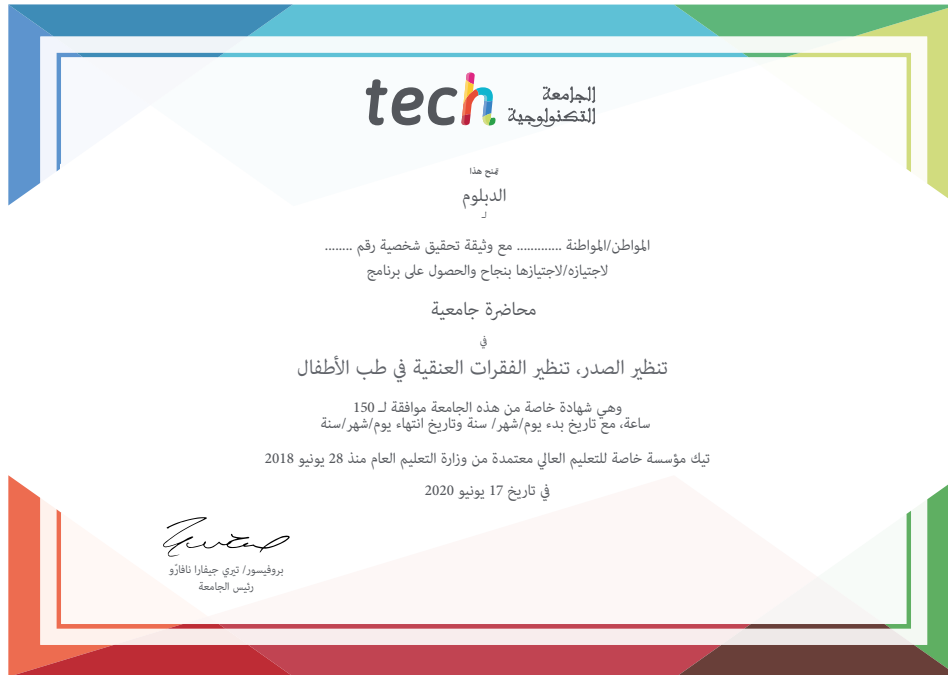 tech الجامعة
التكنولوجية
تمنح هذا
الدبلوم
لـ
المواطن/المواطنة ............. مع وثيقة تحقيق شخصية رقم ........
لاجتيازه/لاجتيازها بنجاح والحصول على برنامج
محاضرة جامعية
في
تنظير الصدر، تنظير الفقرات العنقية في طب الأطفال
وهي شهادة خاصة من هذه الجامعة موافقة لـ 150
ساعة، مع تاريخ بدء يوم/شهر/ سنة وتاريخ انتهاء يوم/شهر/سنة
تيك مؤسسة خاصة للتعليم العالي معتمدة من وزارة التعليم العام منذ 28 يونيو 2018
في تاريخ 17 يونيو 2020
بروفيسور/ تيري جيفارا نافارّو
رئيس الجامعة